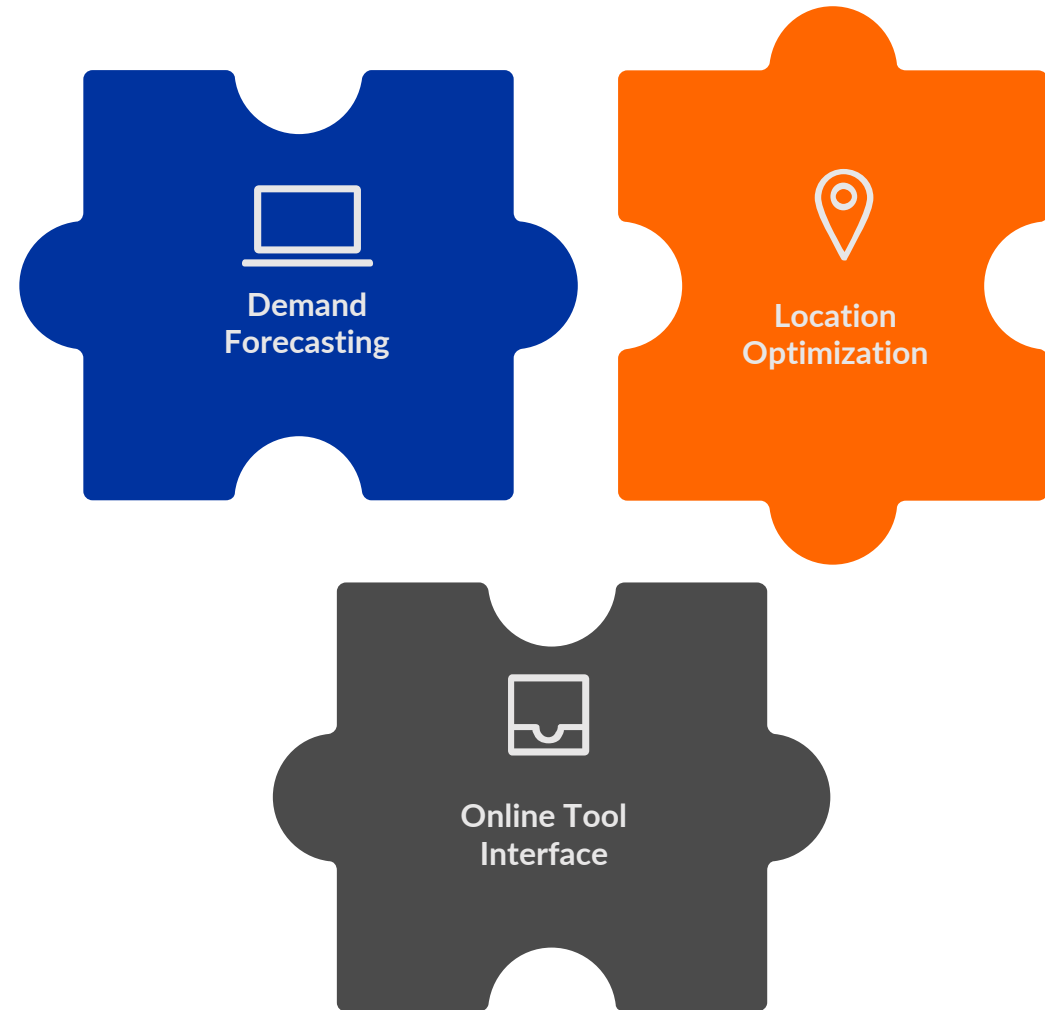 Demand
Forecasting
Location
Optimization
Online Tool
Interface